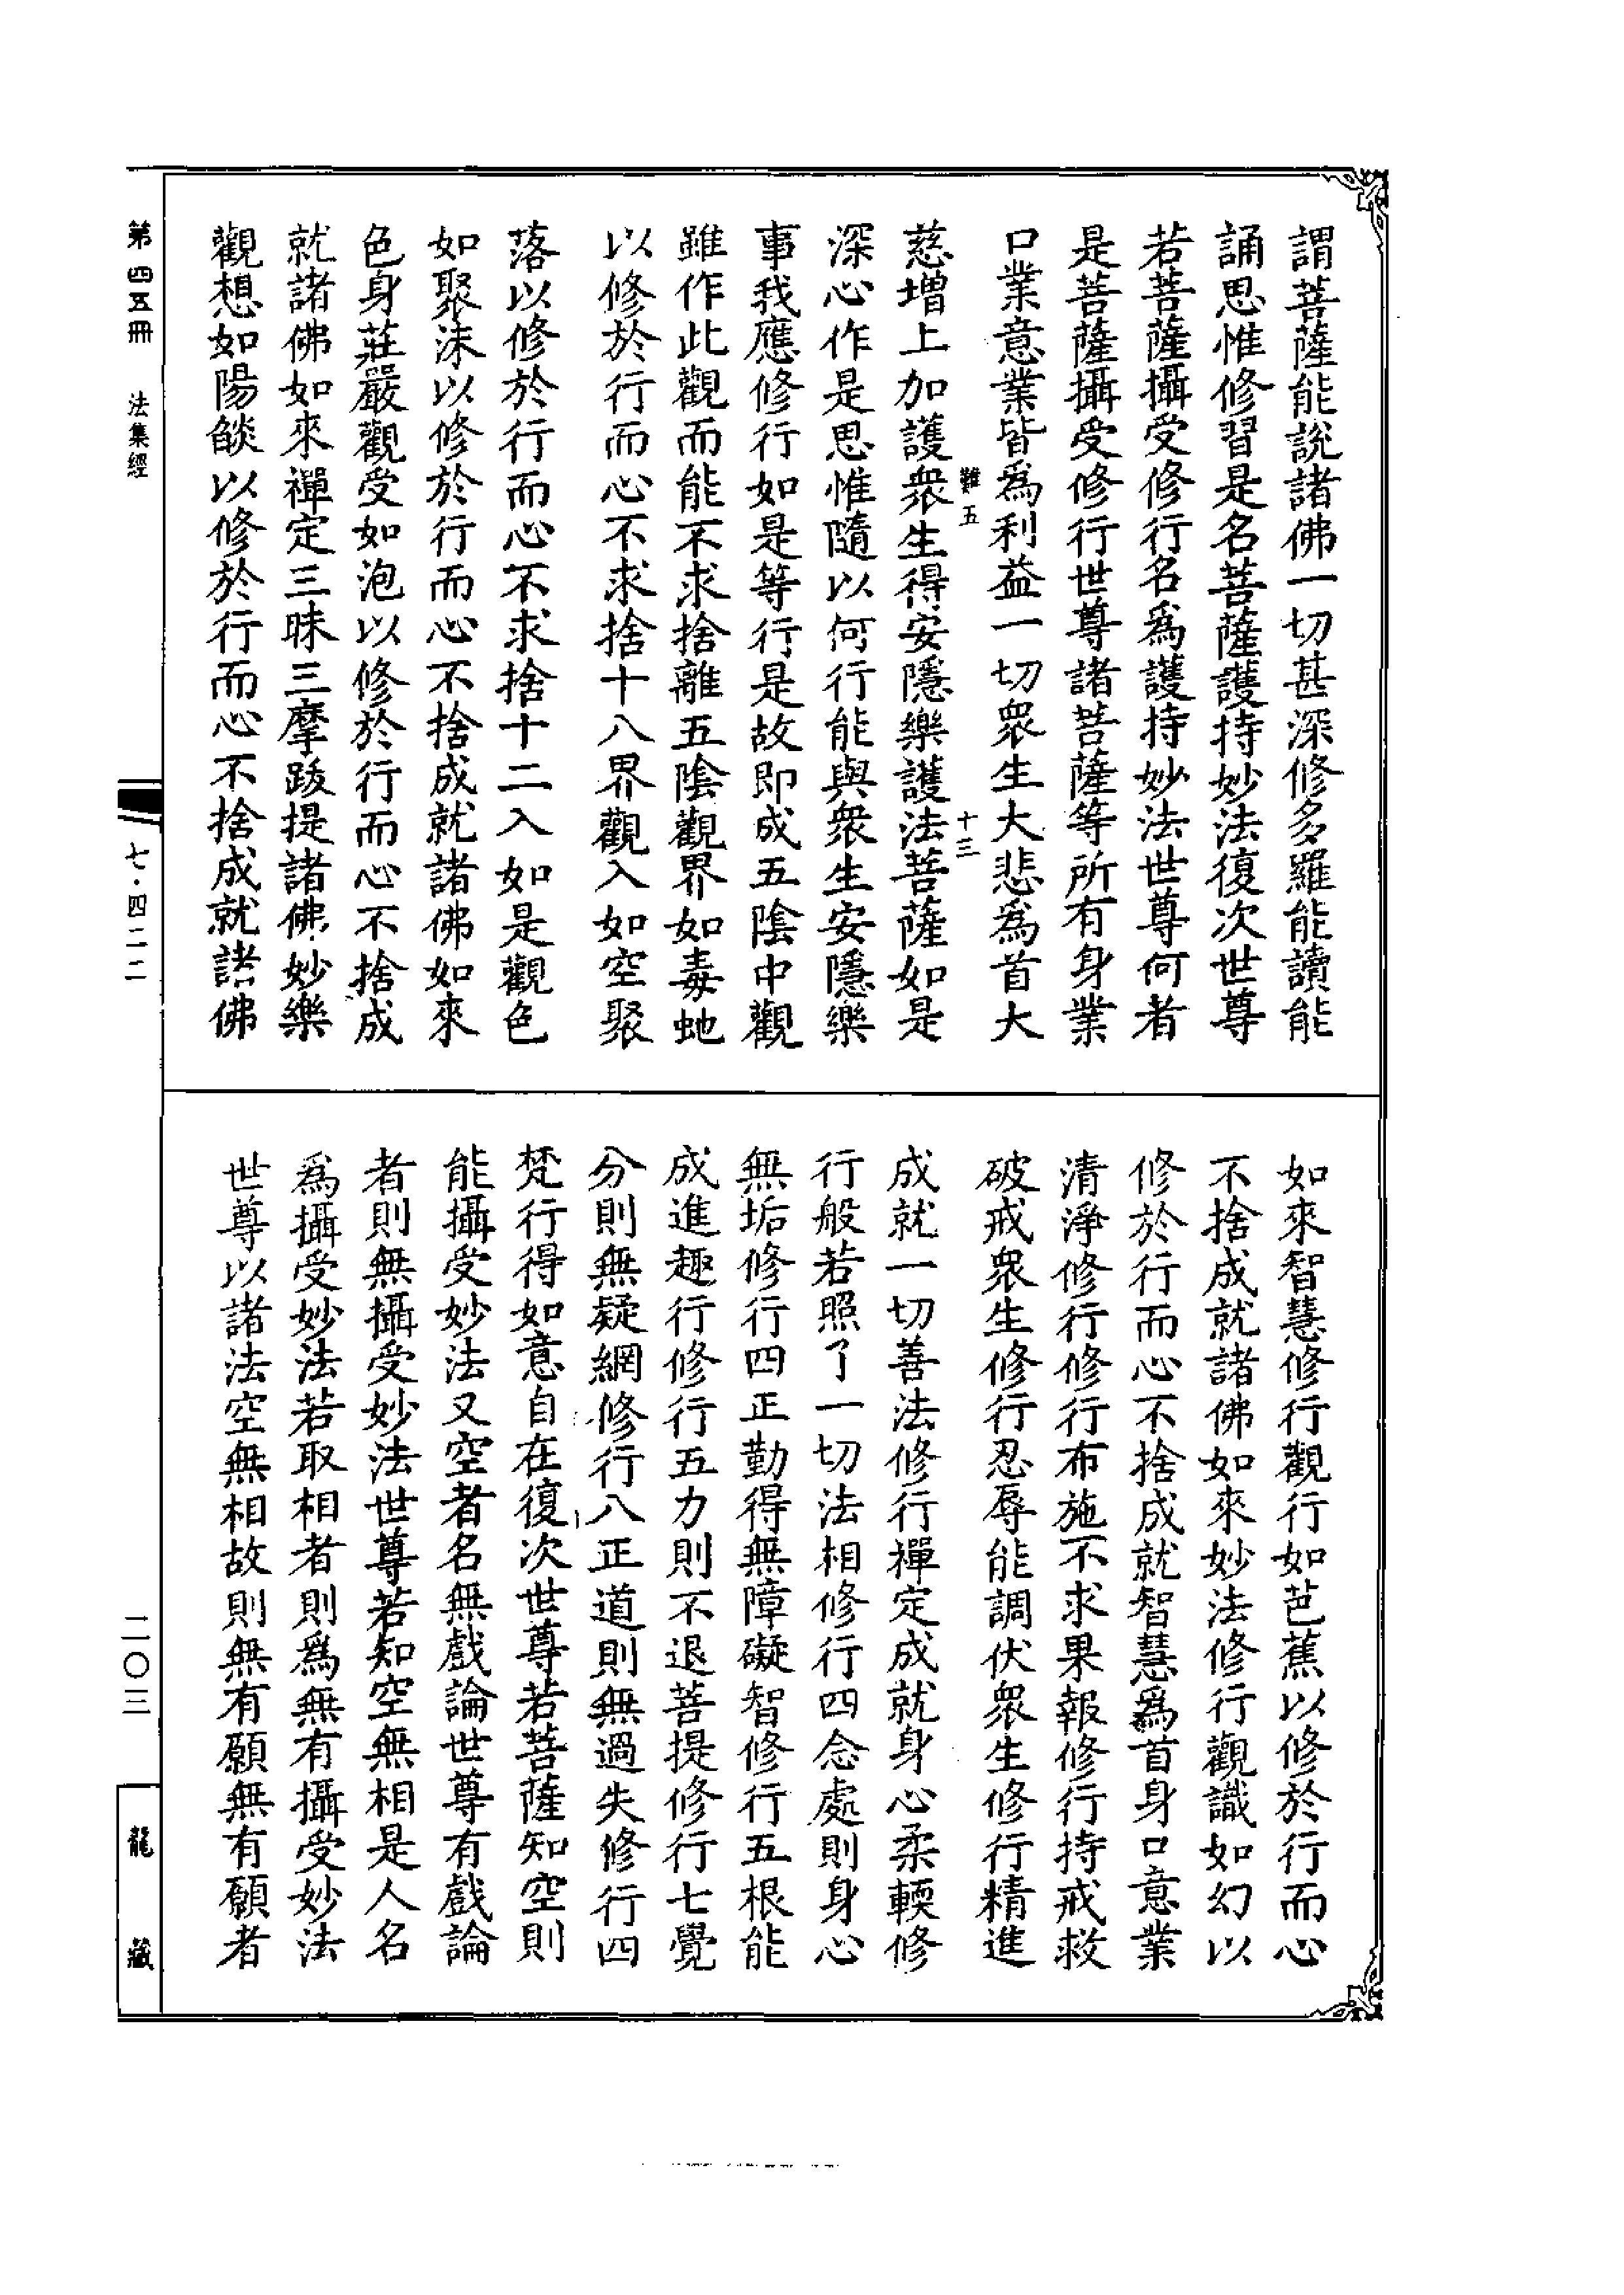 謂菩薩能說諸佛一切甚深修多羅能讀能
誦思惟修習是名菩薩護持妙法復次世尊
若菩薩攝受修行名爲護持妙法世尊何者
是菩薩攝受修行世尊諸菩薩等所有身業
口業意業皆爲利益一切衆生大悲爲首大
難五 十三
慈增上加護衆生得安隱樂護法菩薩如是
深心作是思惟隨以何行能與衆生安隱樂
事我應修行如是等行是故即成五陰中觀
雖作此觀而能不求捨離五陰觀界如毒虵
以修於行而心不求捨十八界觀入如空聚
落以修於行而心不求捨十二入如是觀色
如聚沫以修於行而心不捨成就諸佛如來
色身莊嚴觀受如泡以修於行而心不捨成
就諸佛如來禪定三昧三摩跋提諸佛妙樂
觀想如陽燄以修於行而心不捨成就諸佛
如來智慧修行觀行如芭蕉以修於行而心
不捨成就諸佛如來妙法修行觀識如幻以
修於行而心不捨成就智慧爲首身口意業
清淨修行修行布施不求果報修行持戒救
破戒衆生修行忍辱能調伏衆生修行精進
成就一切善法修行禪定成就身心柔輭修
行般若照了一切法相修行四念處則身心
無垢修行四正勤得無障礙智修行五根能
成進趣行修行五力則不退菩提修行七覺
分則無疑網修行八正道則無過失修行四
梵行得如意自在復次世尊若菩薩知空則
能攝受妙法又空者名無戲論世尊有戲論
者則無攝受妙法世尊若知空無相是人名
爲攝受妙法若取相者則爲無有攝受妙法
世尊以諸法空無相故則無有願無有願者
第四五冊 法集經
七·四二二
二〇三
龍藏